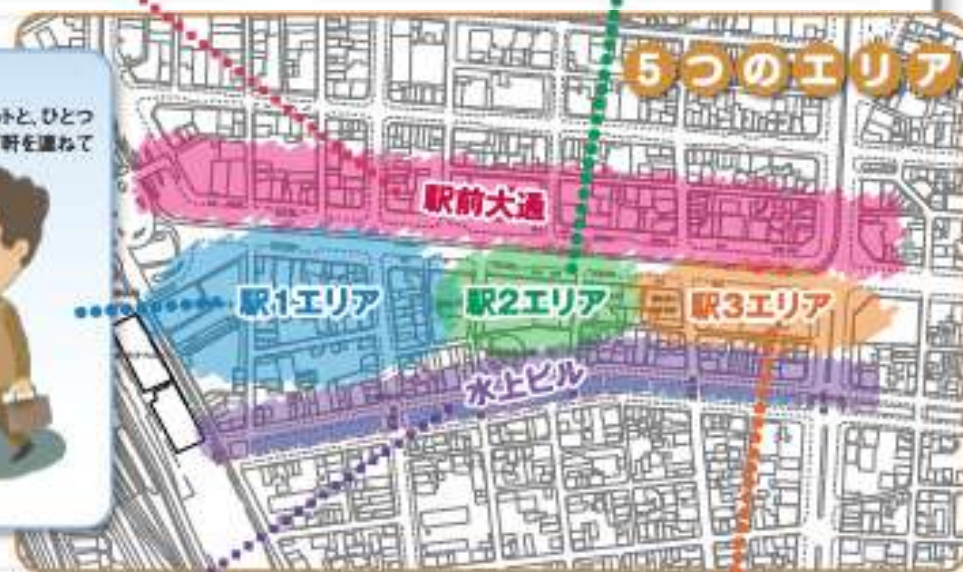 5つのエリア
トと、ひとつ
軒を連ねて
駅前大通
駅1エリア
駅2エリア
駅3エリア
水上ビル